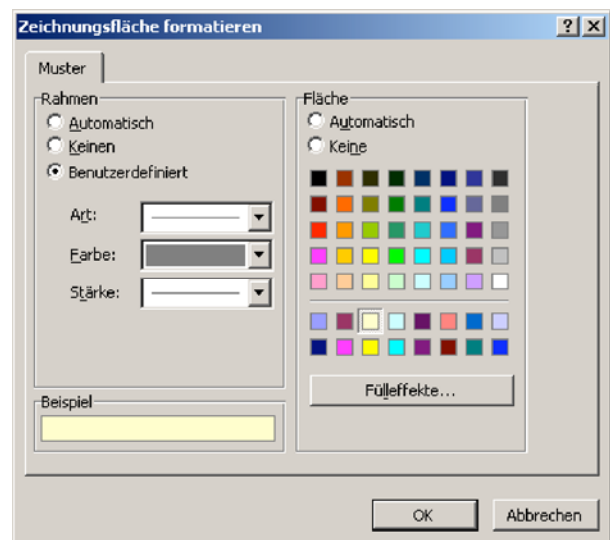 Zeichnungsfläche formatieren
Muster
Rahmen
Automatisch
Keinen
Benutzerdefiniert
Art:
Farbe:
Stärke:
Beispiel
Fläche
Automatisch
Keine
Fülleffekte...
OK
Abbrechen